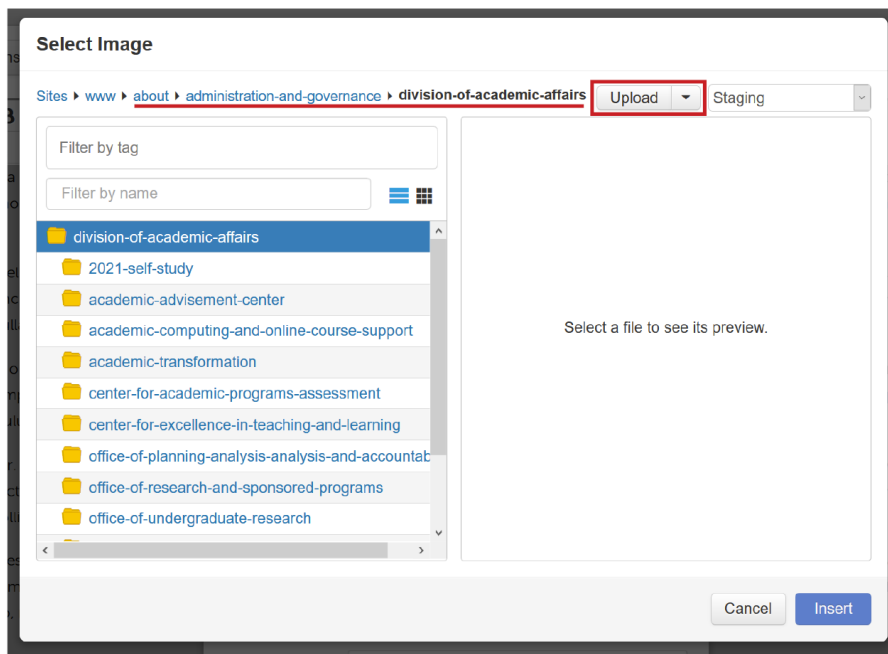 Select Image
Sites www about administration-and-governance division-of-academic-affairs Upload Staging
Filter by tag
Filter by name
division-of-academic-affairs
2021-self-study
academic-advisement-center
academic-computing-and-online-course-support
academic-transformation
center-for-academic-programs-assessment
center-for-excellence-in-teaching-and-learning
office-of-planning-analysis-analysis-and-accountab
office-of-research-and-sponsored-programs
office-of-undergraduate-research
Select a file to see its preview.
Cancel Insert